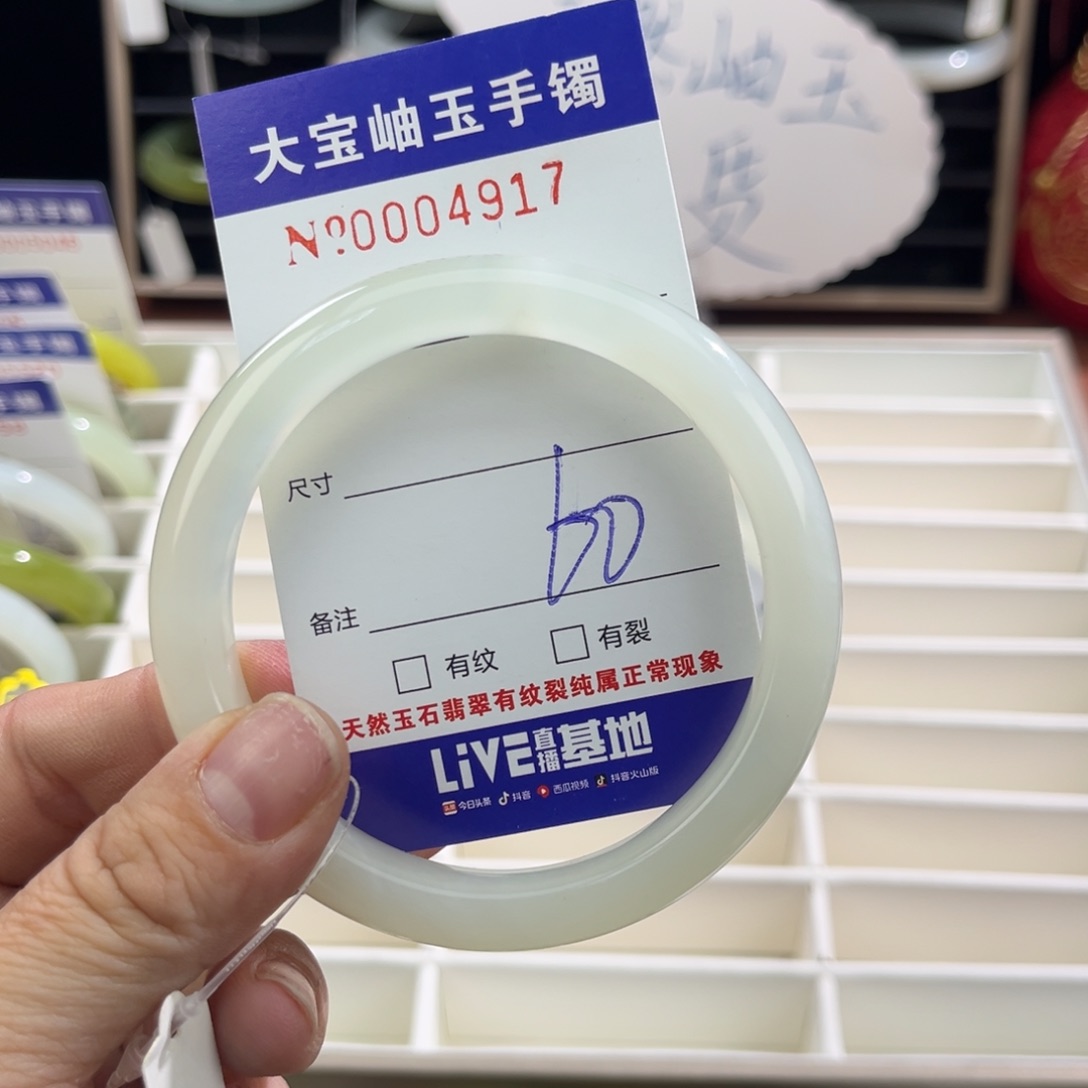 大宝岫玉手镯
Nº0004917
岫玉
尺寸
60
备注
有纹 有裂
天然玉石翡翠有纹裂纯属正常现象
LiVE直播基地
今日头条 抖音 西瓜视频 抖音火山版